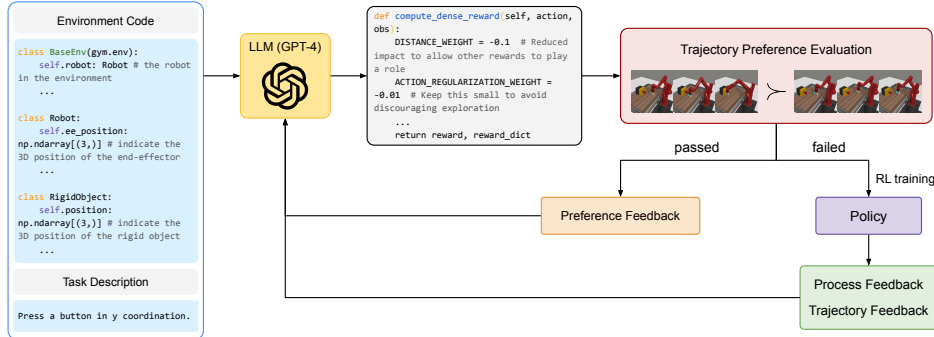 Environment Code
class BaseEnv(gym.env):
self.robot: Robot # the robot
in the environment
...
class Robot:
self.ee_position:
np.ndarray[(3,)] # indicate the
3D position of the end-effector
...
class RigidObject:
self.position:
np.ndarray[(3,)] # indicate the
3D position of the rigid object
...
Task Description
Press a button in y coordination.
LLM (GPT-4)
def compute_dense_reward(self, action,
obs):
DISTANCE_WEIGHT = -0.1 # Reduced
impact to allow other rewards to play
a role
ACTION_REGULARIZATION_WEIGHT =
-0.01 # Keep this small to avoid
discouraging exploration
...
return reward, reward_dict
Trajectory Preference Evaluation
passed
failed
RL training
Preference Feedback
Policy
Process Feedback
Trajectory Feedback